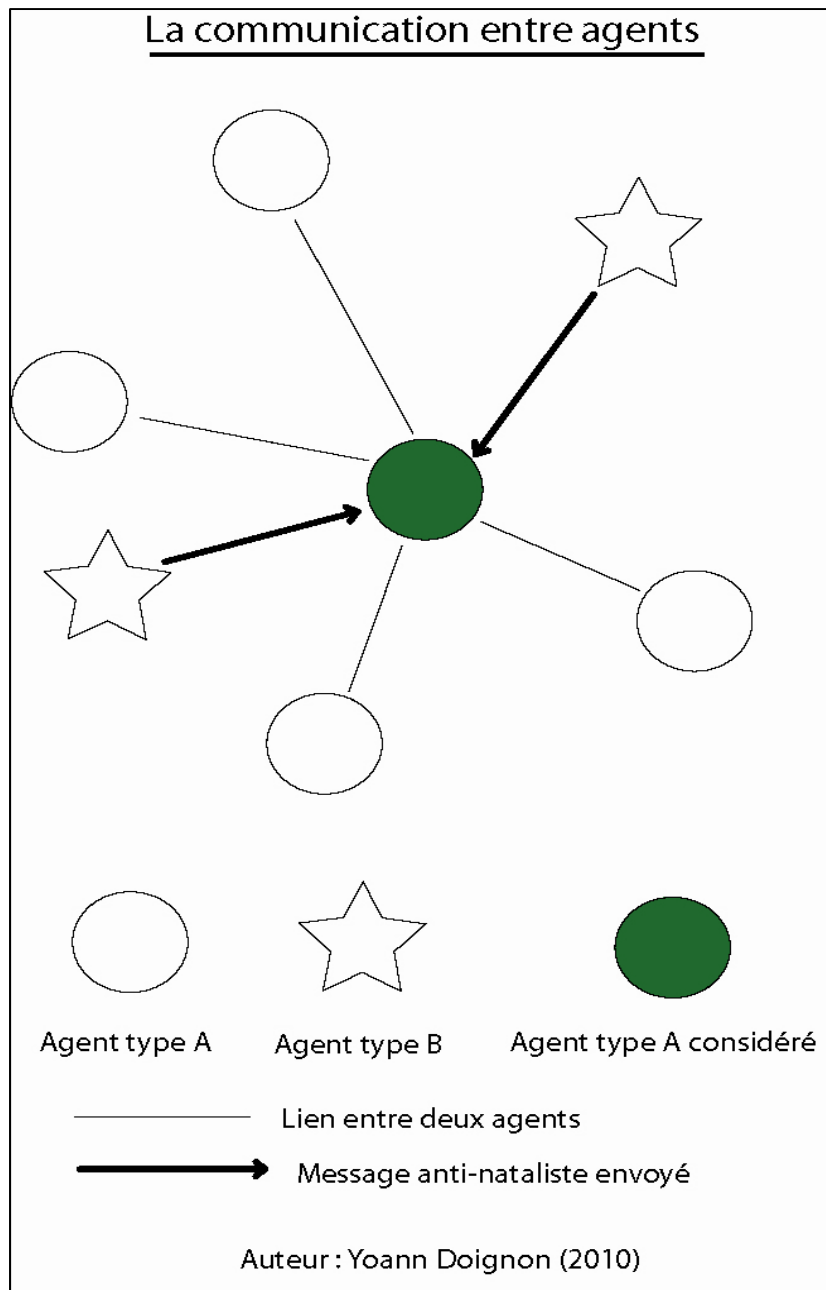 La communication entre agents
Agent type A
Agent type B
Agent type A considéré
Lien entre deux agents
Message anti-nataliste envoyé
Auteur : Yoann Doignon (2010)